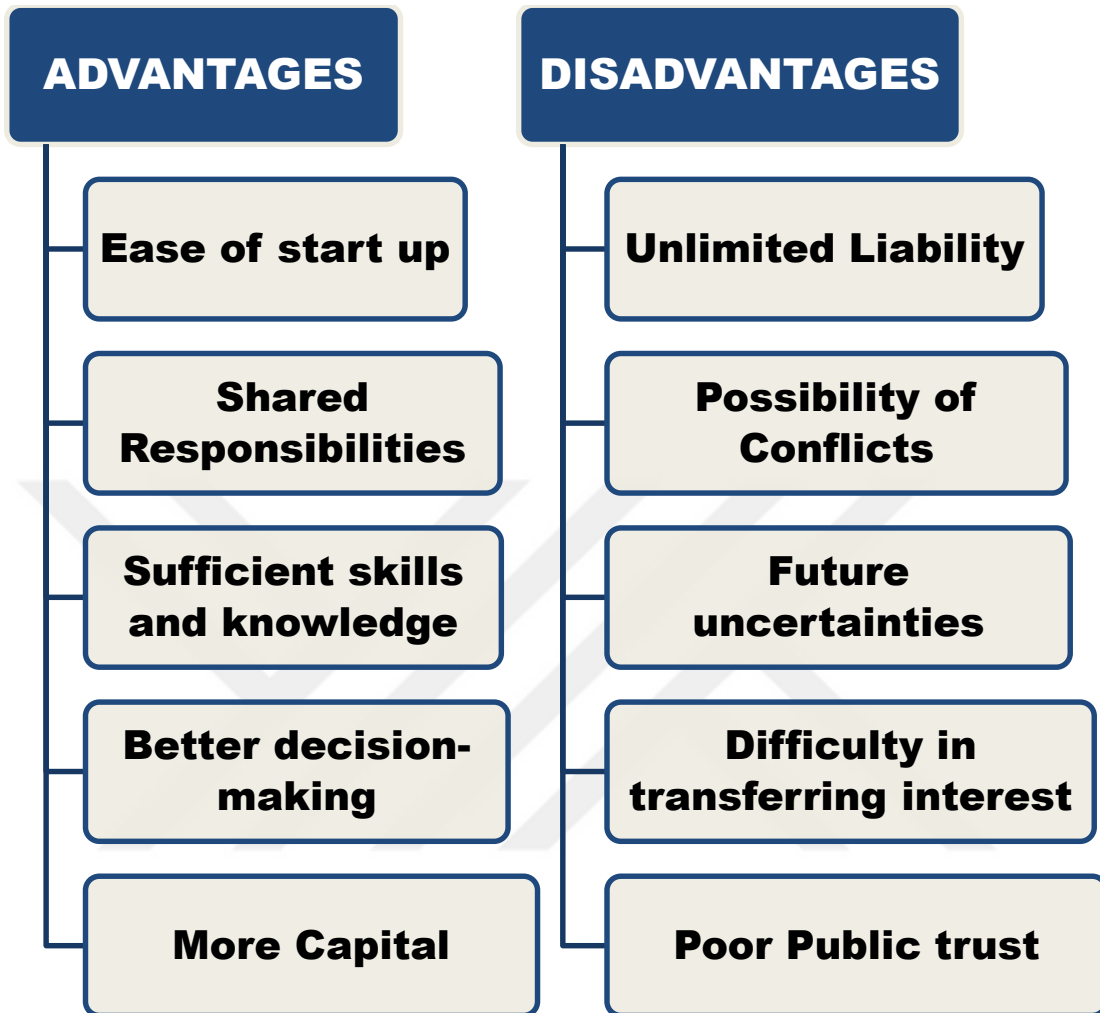 ADVANTAGES
Ease of start up
Shared
Responsibilities
Sufficient skills
and knowledge
Better decision-
making
More Capital
DISADVANTAGES
Unlimited Liability
Possibility of
Conflicts
Future
uncertainties
Difficulty in
transferring interest
Poor Public trust